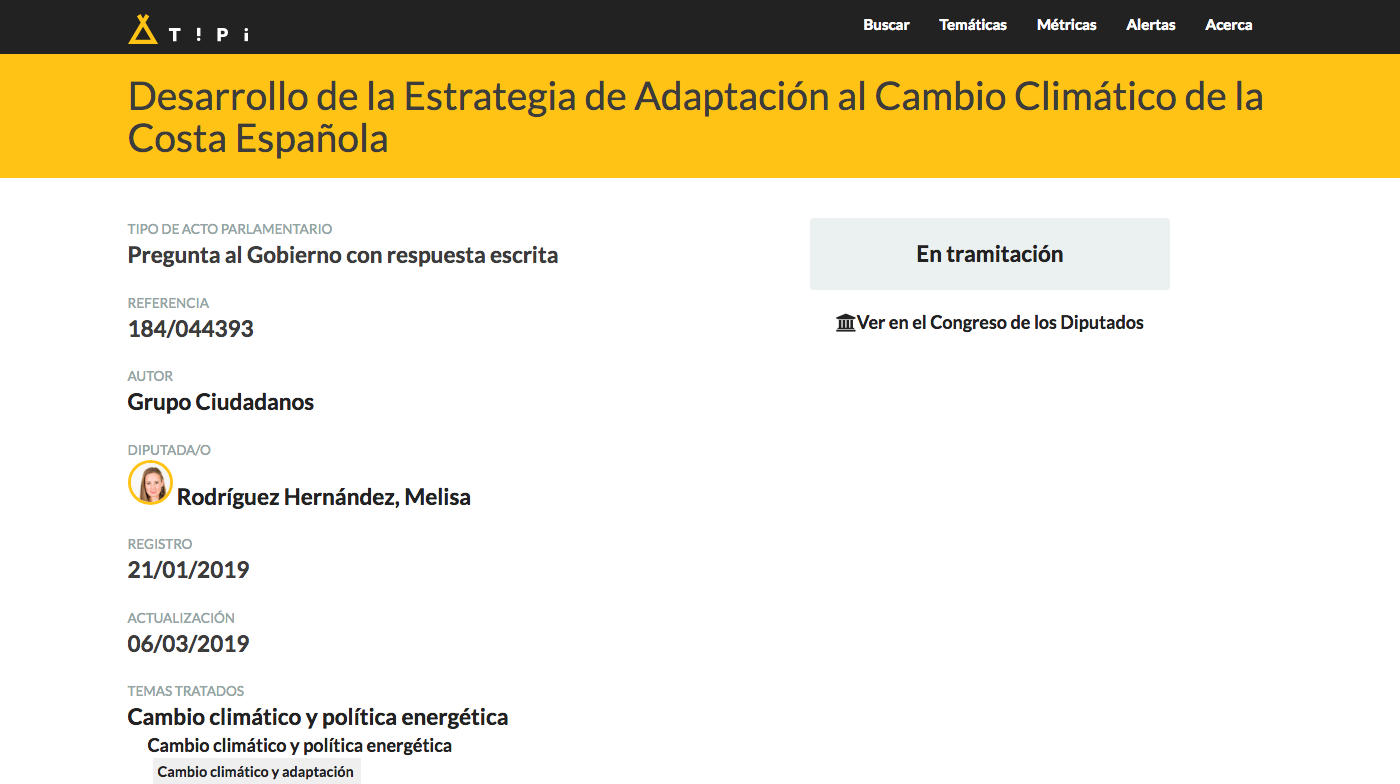 T!Pi
Buscar Temáticas Métricas Alertas Acerca
Desarrollo de la Estrategia de Adaptación al Cambio Climático de la
Costa Española
TIPO DE ACTO PARLAMENTARIO
Pregunta al Gobierno con respuesta escrita
REFERENCIA
184/044393
AUTOR
Grupo Ciudadanos
DIPUTADA/O
Rodríguez Hernández, Melisa
REGISTRO
21/01/2019
ACTUALIZACIÓN
06/03/2019
TEMAS TRATADOS
Cambio climático y política energética
Cambio climático y política energética
Cambio climático y adaptación
En tramitación
Ver en el Congreso de los Diputados